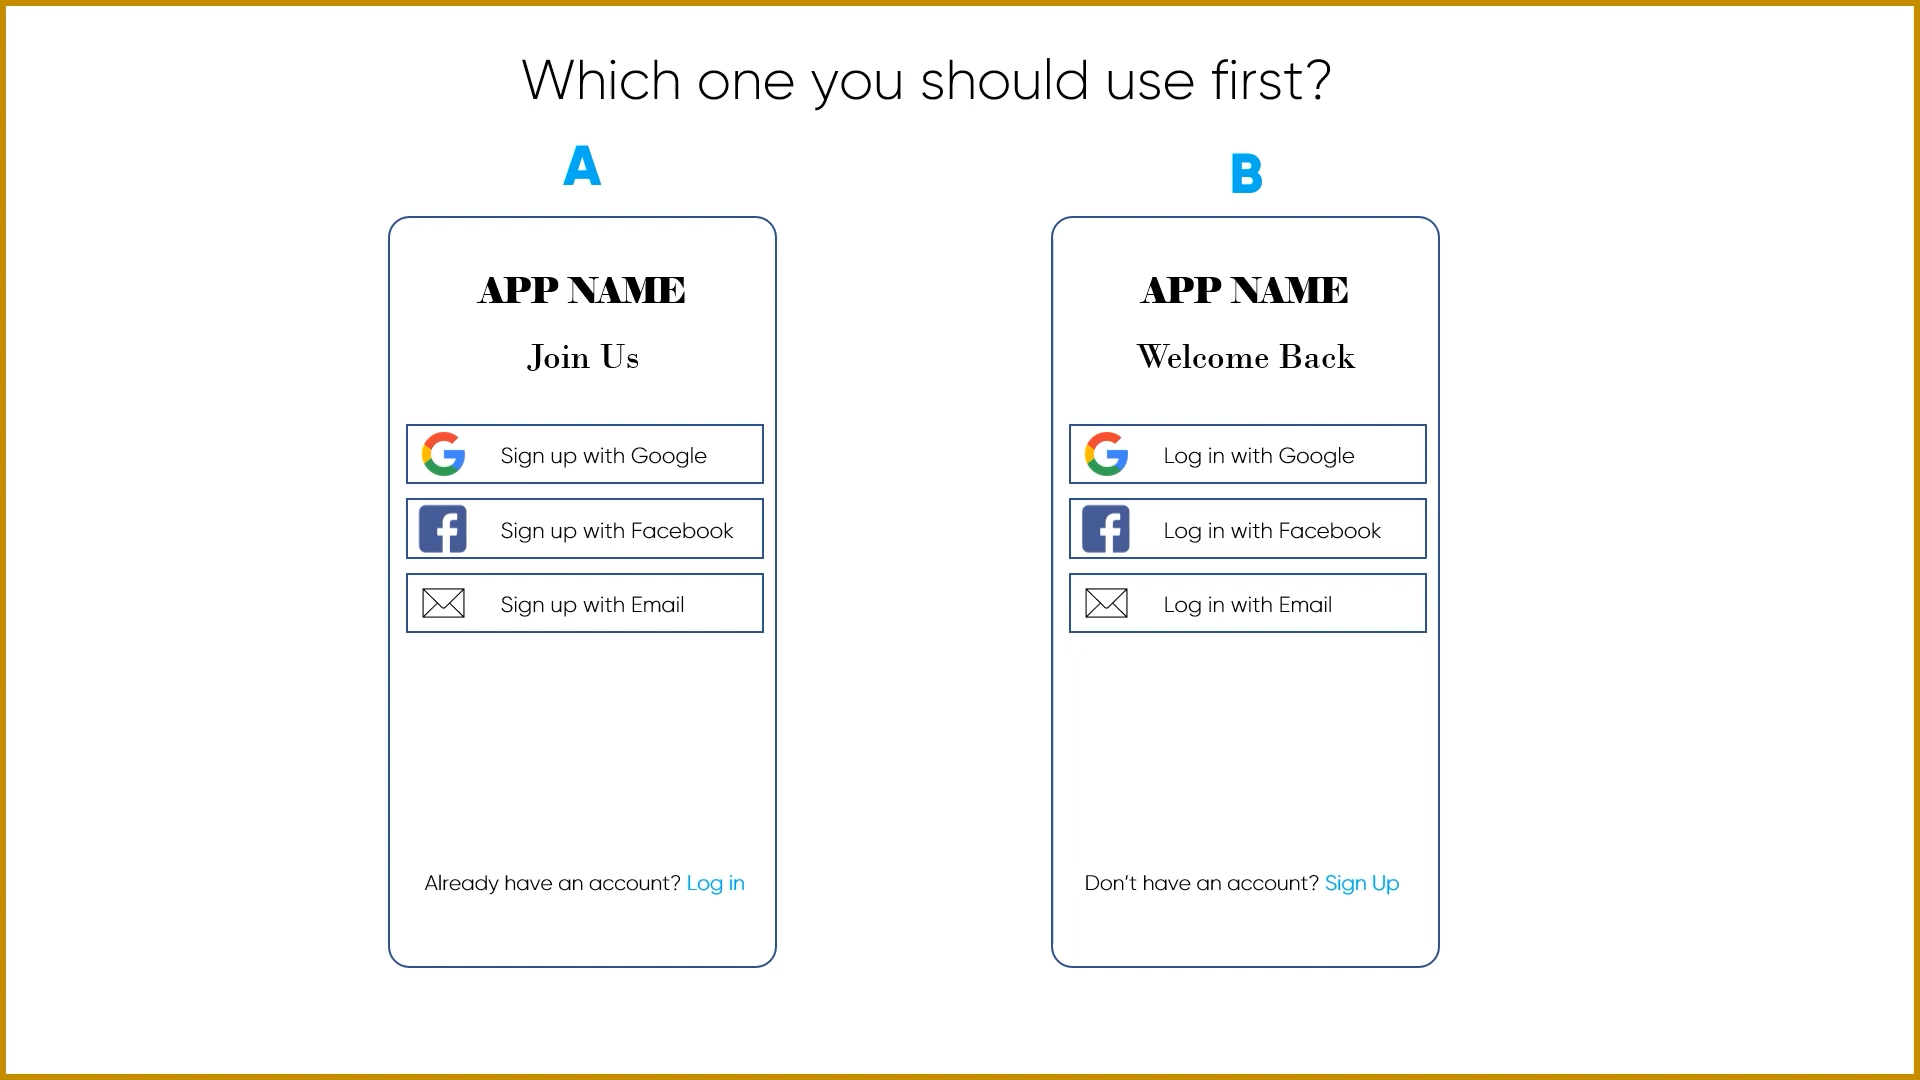 Which one you should use first?
A
APP NAME
Join Us
Sign up with Google
Sign up with Facebook
Sign up with Email
Already have an account? Log in
B
APP NAME
Welcome Back
Log in with Google
Log in with Facebook
Log in with Email
Don’t have an account? Sign Up